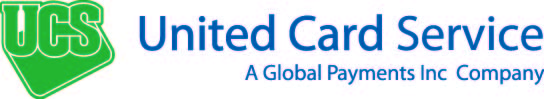 UCS
United Card Service
A Global Payments Inc Company